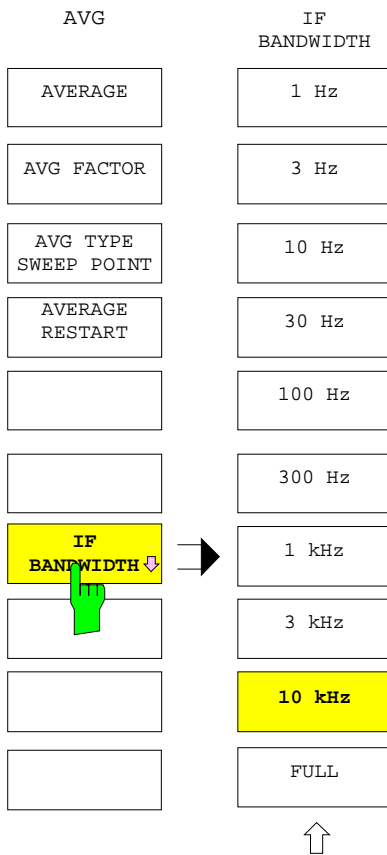 AVG
AVERAGE
AVG FACTOR
AVG TYPE
SWEEP POINT
AVERAGE
RESTART
IF
BANDWIDTH
IF
BANDWIDTH
1 Hz
3 Hz
10 Hz
30 Hz
100 Hz
300 Hz
1 kHz
3 kHz
10 kHz
FULL